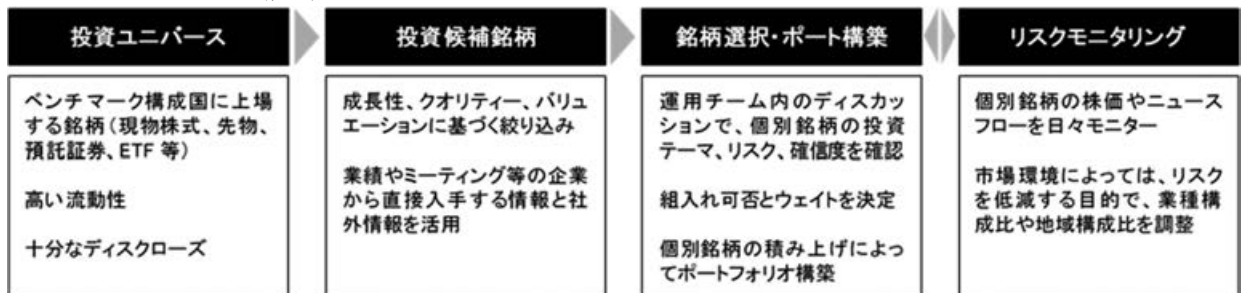 投資ユニバース
ベンチマーク構成国に上場
する銘柄(現物株式、先物、
預託証券、ETF 等)
高い流動性
十分なディスクローズ
投資候補銘柄
成長性、クオリティー、バリュ
エーションに基づく絞り込み
業績やミーティング等の企業
から直接入手する情報と社
外情報を活用
銘柄選択・ポート構築
運用チーム内のディスカッ
ションで、個別銘柄の投資
テーマ、リスク、確信度を確認
組入れ可否とウェイトを決定
個別銘柄の積み上げによっ
てポートフォリオ構築
リスクモニタリング
個別銘柄の株価やニュース
フローを日々モニター
市場環境によっては、リスク
を低減する目的で、業種構
成比や地域構成比を調整